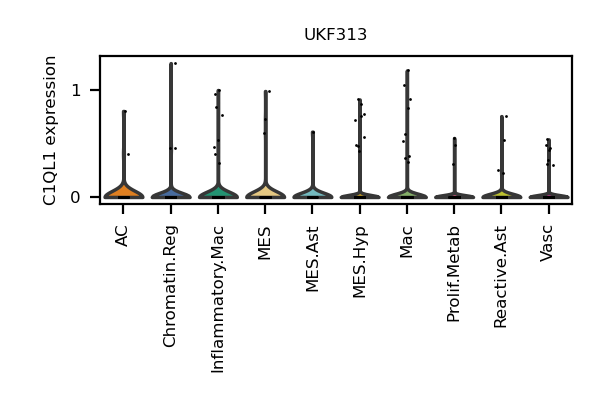 UKF313
C1QL1 expression
1
0
AC
Chromatin.Reg
Inflammatory.Mac
MES
MES.Ast
MES.Hyp
Mac
Prolif.Metab
Reactive.Ast
Vasc